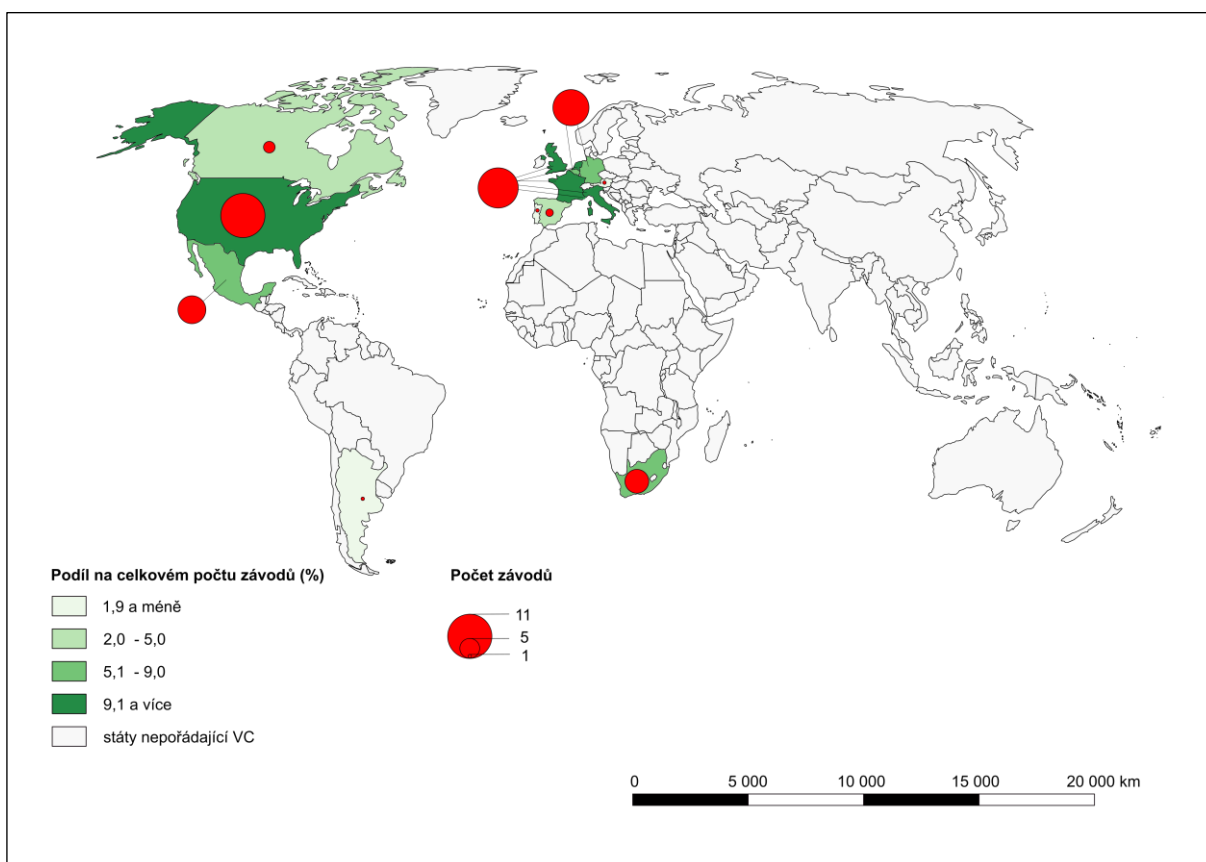 Podíl na celkovém počtu závodů (%)
1,9 a méně
2,0 - 5,0
5,1 - 9,0
9,1 a více
státy nepořádající VC
Počet závodů
11
5
1
0 5 000 10 000 15 000 20 000 km